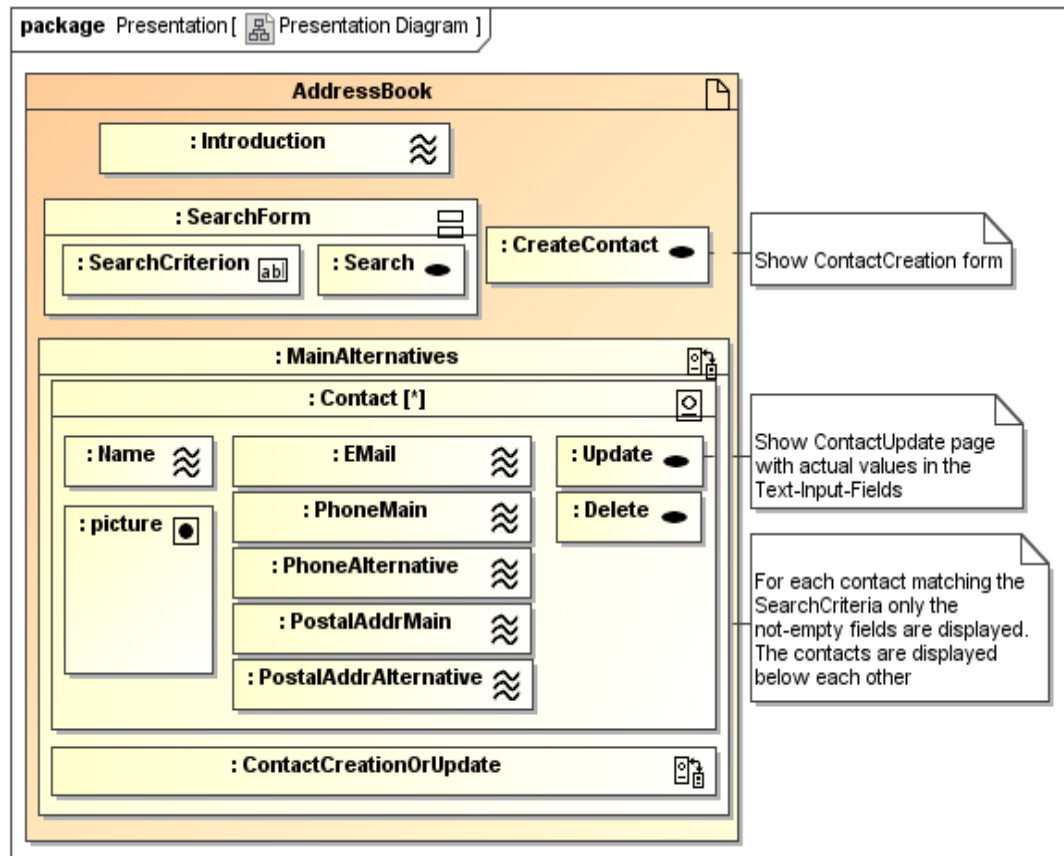 package Presentation [ Presentation Diagram ]
AddressBook
: Introduction
: SearchForm
: SearchCriterion
ab
: Search
: CreateContact
Show ContactCreation form
: MainAlternatives
: Contact [*]
: Name
: EMail
: Update
Show ContactUpdate page
with actual values in the
Text-Input-Fields
: PhoneMain
: Delete
: picture
: PhoneAlternative
: PostalAddrMain
: PostalAddrAlternative
For each contact matching the
SearchCriteria only the
not-empty fields are displayed.
The contacts are displayed
below each other
: ContactCreationOrUpdate